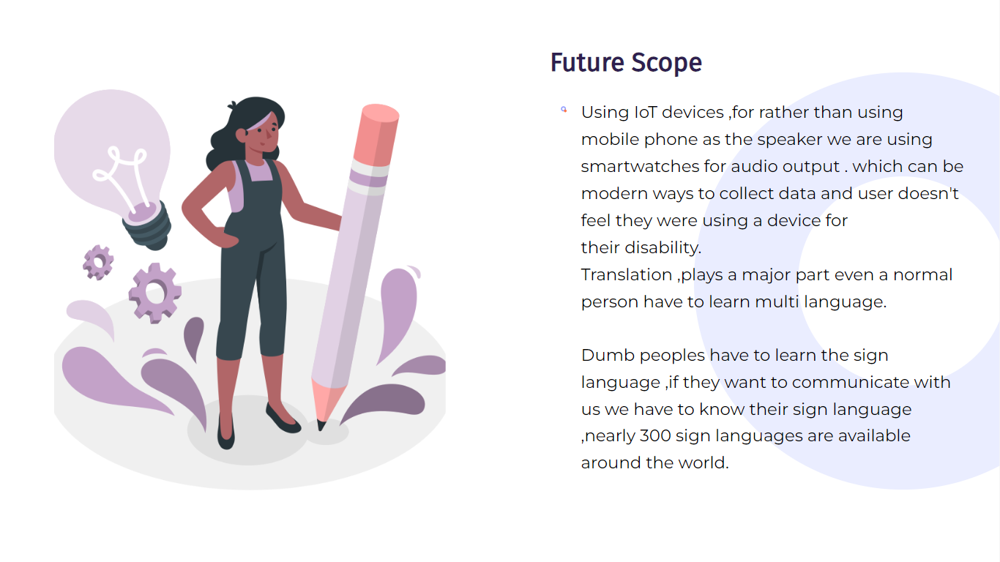 Future Scope
Using IoT devices ,for rather than using
mobile phone as the speaker we are using
smartwatches for audio output . which can be
modern ways to collect data and user doesn't
feel they were using a device for
their disability.
Translation ,plays a major part even a normal
person have to learn multi language.
Dumb peoples have to learn the sign
language ,if they want to communicate with
us we have to know their sign language
,nearly 300 sign languages are available
around the world.